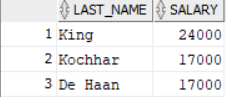 LAST_NAME SALARY
1 King 24000
2 Kochhar 17000
3 De Haan 17000